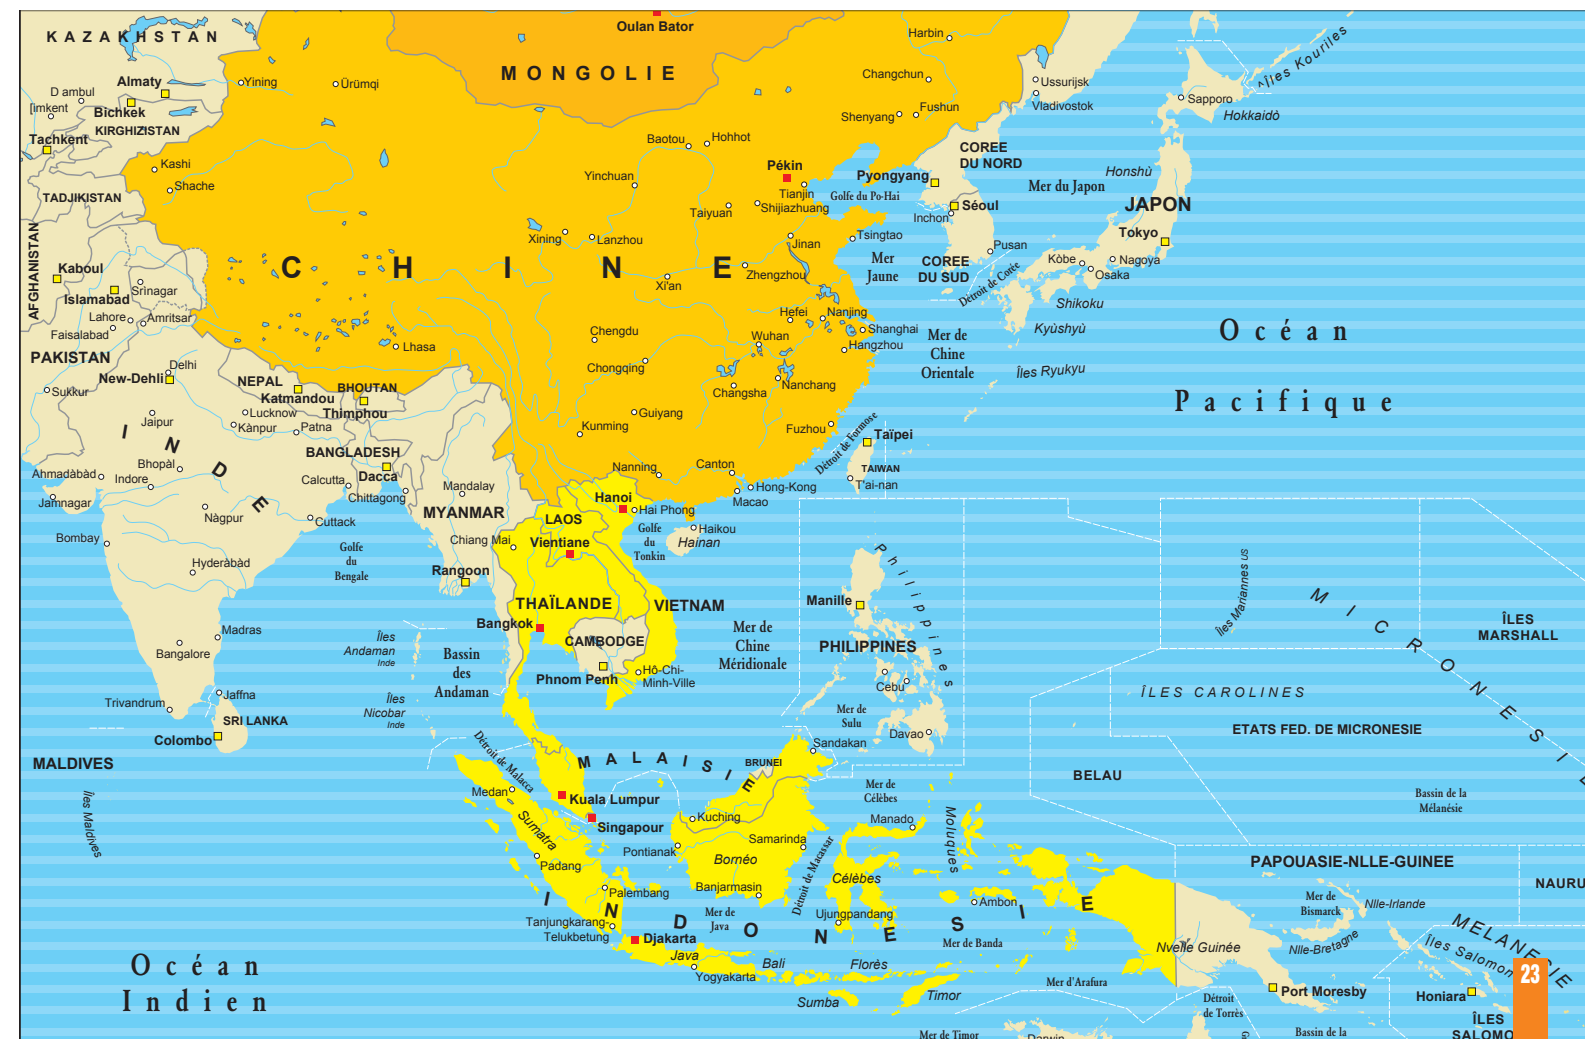 Oulan Bator
KAZAKHSTAN
MONGOLIE
Harbin
Îles Kouriles
Almaty
Yining
Ürümqi
Changchun
Ussurijsk
D ambul
[imkent
Bichkek
KIRGHIZISTAN
Fushun
Shenyang
Vladivostok
Sapporo
Hokkaidò
Tachkent
Baotou
Hohhot
COREE
DU NORD
Kashi
Shache
Yinchuan
Pékin
Tianjin
Pyongyang
Golfe du Po-Hai
Honshù
Mer du Japon
TADJIKISTAN
Taiyuan
Shijiazhuang
Séoul
Inchon
JAPON
Tokyo
AFGHANISTAN
Xining
Lanzhou
Jinan
Tsingtao
Pusan
Kòbe
Nagoya
Osaka
Kaboul
CHINE
Zhengzhou
Mer
Jaune
COREE
DU SUD
Détroit de Corée
Islamabad
Srinagar
Xi'an
Shikoku
Lahore
Amritsar
Faisalabad
Hefei
Nanjing
Shanghai
Kyùshyù
Océan
Pacifique
Chengdu
Wuhan
Hangzhou
Mer de
Chine
Orientale
PAKISTAN
Lhasa
Delhi
New-Dehli
NEPAL
Katmandou
BHOUTAN
Thimphou
Chongqing
Nanchang
Changsha
Îles Ryukyu
Sukkur
Jaipur
Lucknow
Kànpur
Patna
Guiyang
Kunming
Fuzhou
Détroit de Formose
Taïpei
INDE
BANGLADESH
Dacca
TAIWAN
T'ai-nan
Ahmadàbàd
Bhopàl
Indore
Calcutta
Chittagong
Mandalay
Nanning
Canton
Hong-Kong
Macao
Jamnagar
Nàgpur
Cuttack
MYANMAR
Hanoi
Hai Phong
LAOS
Vientiane
Golfe
du
Tonkin
Haikou
Hainan
Bombay
Golfe
du
Bengale
Chiang Mai
Hyderàbàd
Rangoon
Philippines
Îles Mariannes US
MICRONESIE
ÎLES
MARSHALL
THAÏLANDE
VIETNAM
Manille
Bangkok
Madras
Bangalore
Îles
Andaman
Inde
Bassin
des
Andaman
CAMBODGE
Phnom Penh
Hô-Chi-
Minh-Ville
Mer de
Chine
Méridionale
PHILIPPINES
Cebu
Trivandrum
Jaffna
SRI LANKA
Colombo
Îles
Nicobar
Inde
Mer de
Sulu
Davao
Sandakan
ÎLES CAROLINES
ETATS FED. DE MICRONESIE
MALDIVES
Îles Maldives
Détroit de Malacca
MALAISIE
BRUNEI
BELAU
Bassin de la
Mélanésie
Medan
Kuala Lumpur
Singapour
Kuching
Mer de
Célèbes
Manado
Moluques
Sumatra
Padang
Pontianak
Samarinda
Bornéo
Détroit de Macassar
Célèbes
Banjarmasin
Palembang
PAPOUASIE-NLLE-GUINEE
NAURU
INDONESIE
Tanjungkarang-
Telukbetung
Mer de
Java
Ujungpandang
Ambon
Mer de
Bismarck
Nlle-Irlande
Djakarta
Java
Yogyakarta
Bali
Florès
Mer de Banda
Nvelle Guinée
Nlle-Bretagne
MELANESIE
Îles Salomon
Océan
Indien
Sumba
Timor
Mer d'Arafura
Port Moresby
Détroit
de Torrès
Honiara
ÎLES
SALOMO
23
Mer de Timor
Darwin
Bassin de la